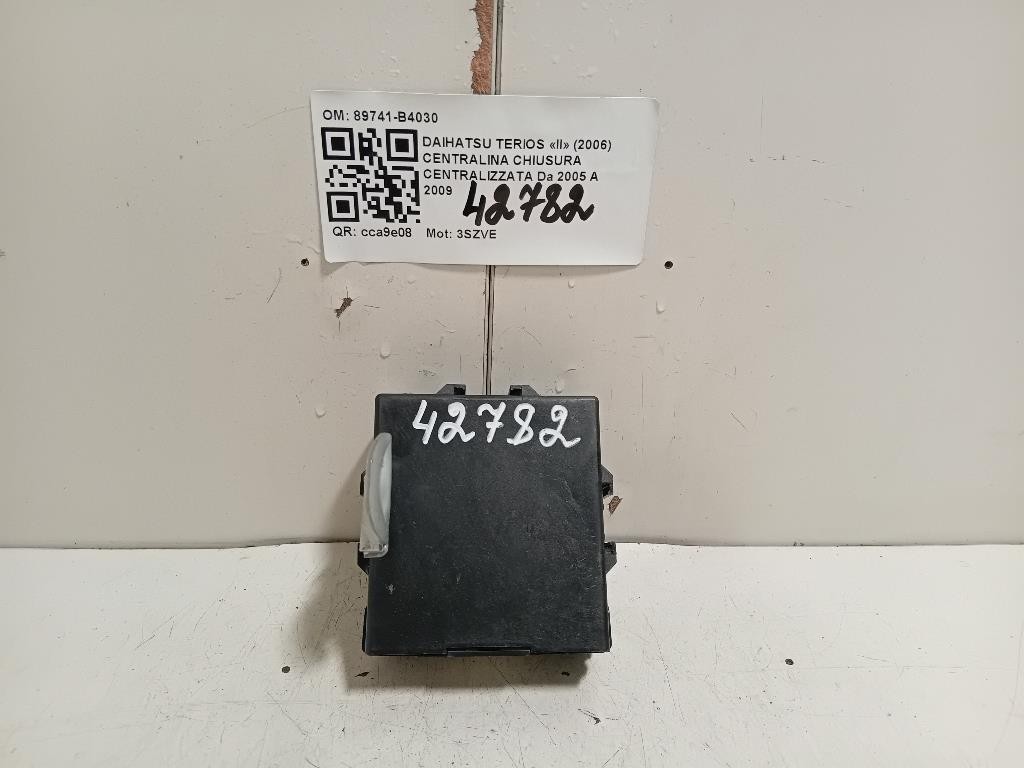 OM: 89741-B4030
DAIHATSU TERIOS «II» (2006)
CENTRALINA CHIUSURA
CENTRALIZZATA Da 2005 A
2009
42782
QR: cca9e08 Mot: 3SZVE
42782